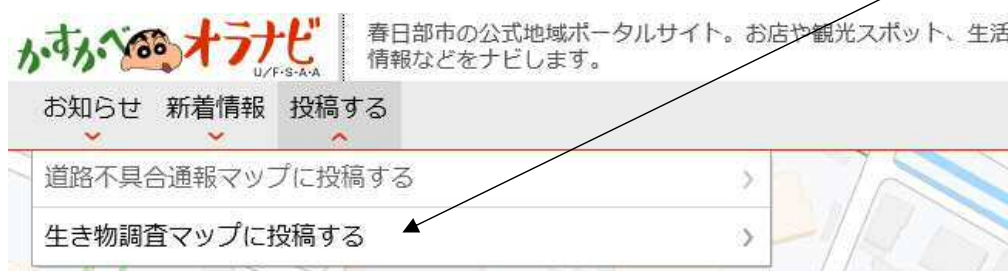 かすかべオラナビ
U/F・S・A・A
春日部市の公式地域ポータルサイト。お店や観光スポット、生活
情報などをナビします。
お知らせ 新着情報 投稿する
道路不具合通報マップに投稿する
生き物調査マップに投稿する